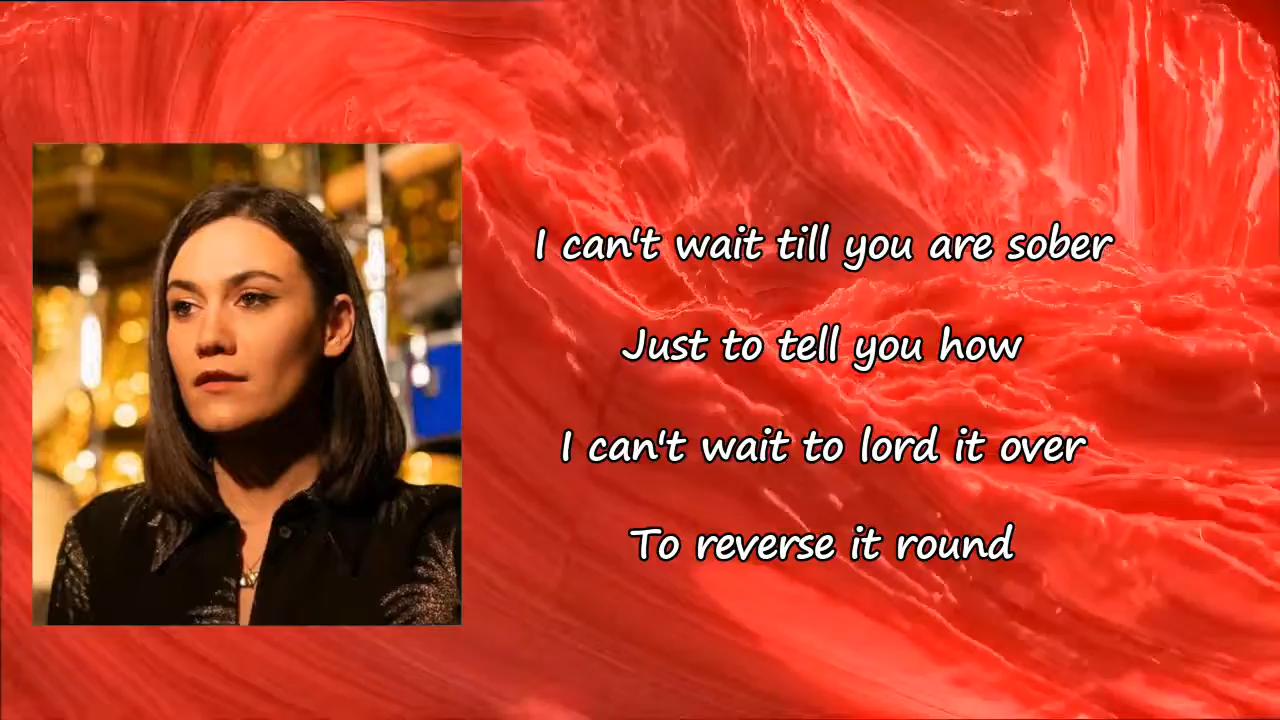 I can't wait till you are sober
Just to tell you how
I can't wait to lord it over
To reverse it round